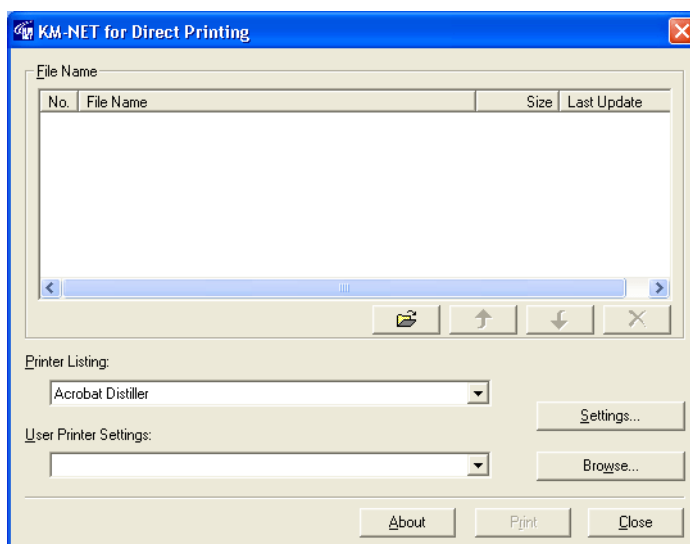 KM-NET for Direct Printing
File Name
No. File Name Size Last Update
Printer Listing:
Acrobat Distiller
Settings...
User Printer Settings:
Browse...
About Print Close